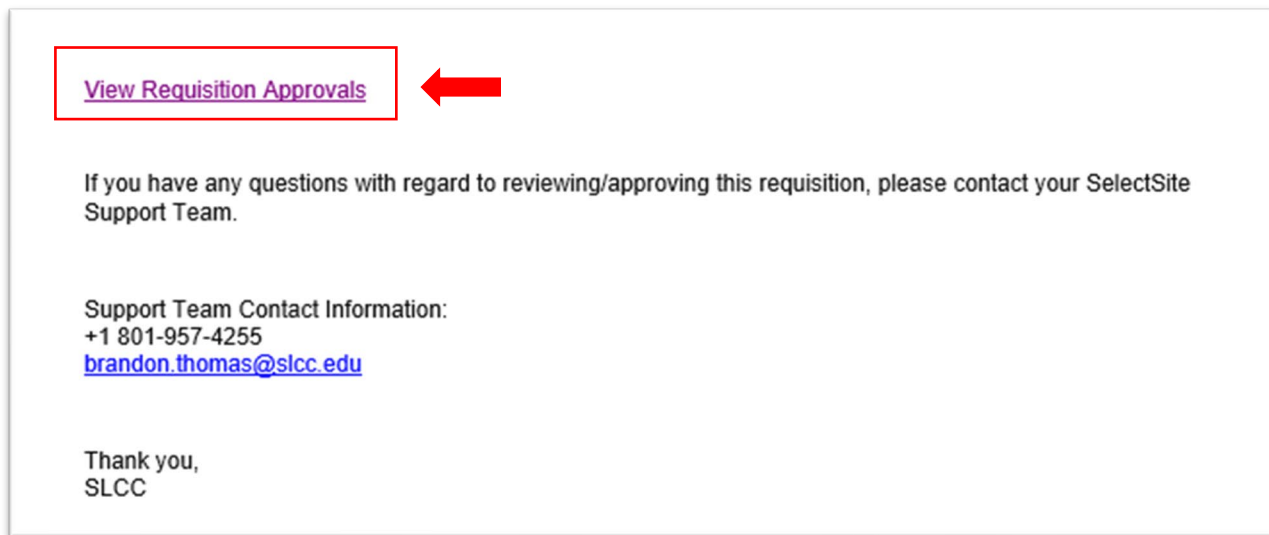 View Requisition Approvals
If you have any questions with regard to reviewing/approving this requisition, please contact your SelectSite
Support Team.
Support Team Contact Information:
+1 801-957-4255
brandon.thomas@slcc.edu
Thank you,
SLCC